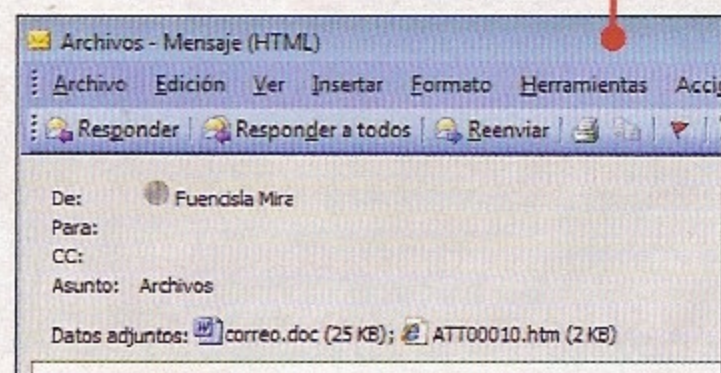 Archivos - Mensaje (HTML)
Archivo Edición Ver Insertar Formato Herramientas
Responder Responder a todos Reenviar
De: Fuencisla Mira
Para:
CC:
Asunto: Archivos
Datos adjuntos: correo.doc (25 KB); ATT00010.htm (2 KB)